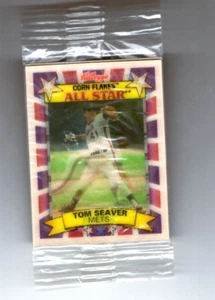 Kellogg's
CORN FLAKES
ALL STAR
TOM SEAVER
METS